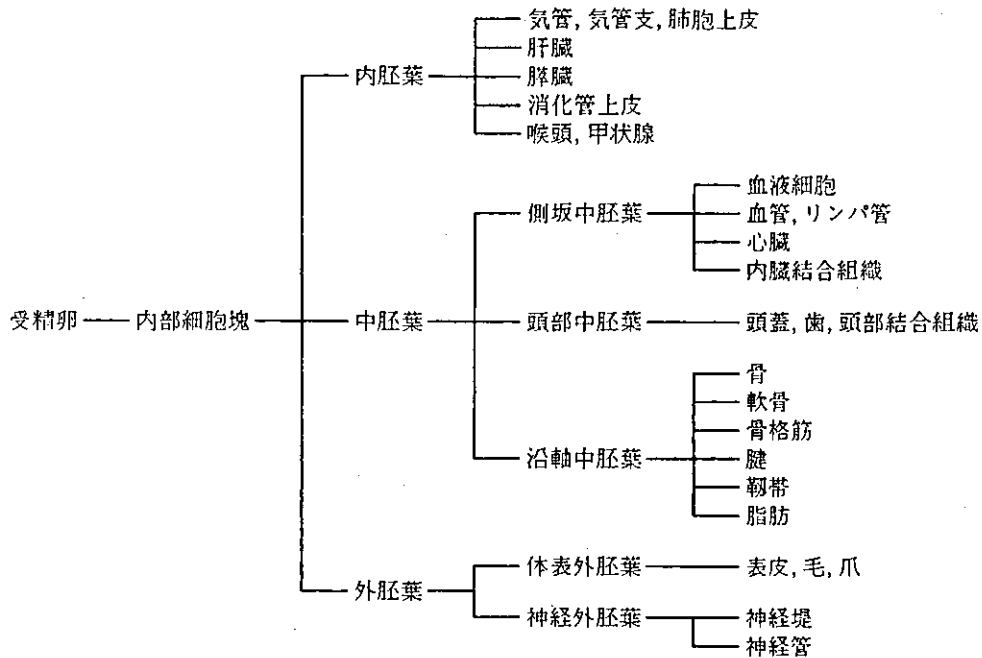 気管, 気管支, 肺胞上皮
肝臓
内胚葉
膵臓
消化管上皮
喉頭, 甲状腺
血液細胞
側坂中胚葉
血管, リンパ管
心臓
内臓結合組織
受精卵
内部細胞塊
中胚葉
頭部中胚葉
頭蓋, 歯, 頭部結合組織
骨
軟骨
骨格筋
沿軸中胚葉
腱
靱帯
脂肪
体表外胚葉
表皮, 毛, 爪
外胚葉
神経外胚葉
神経堤
神経管